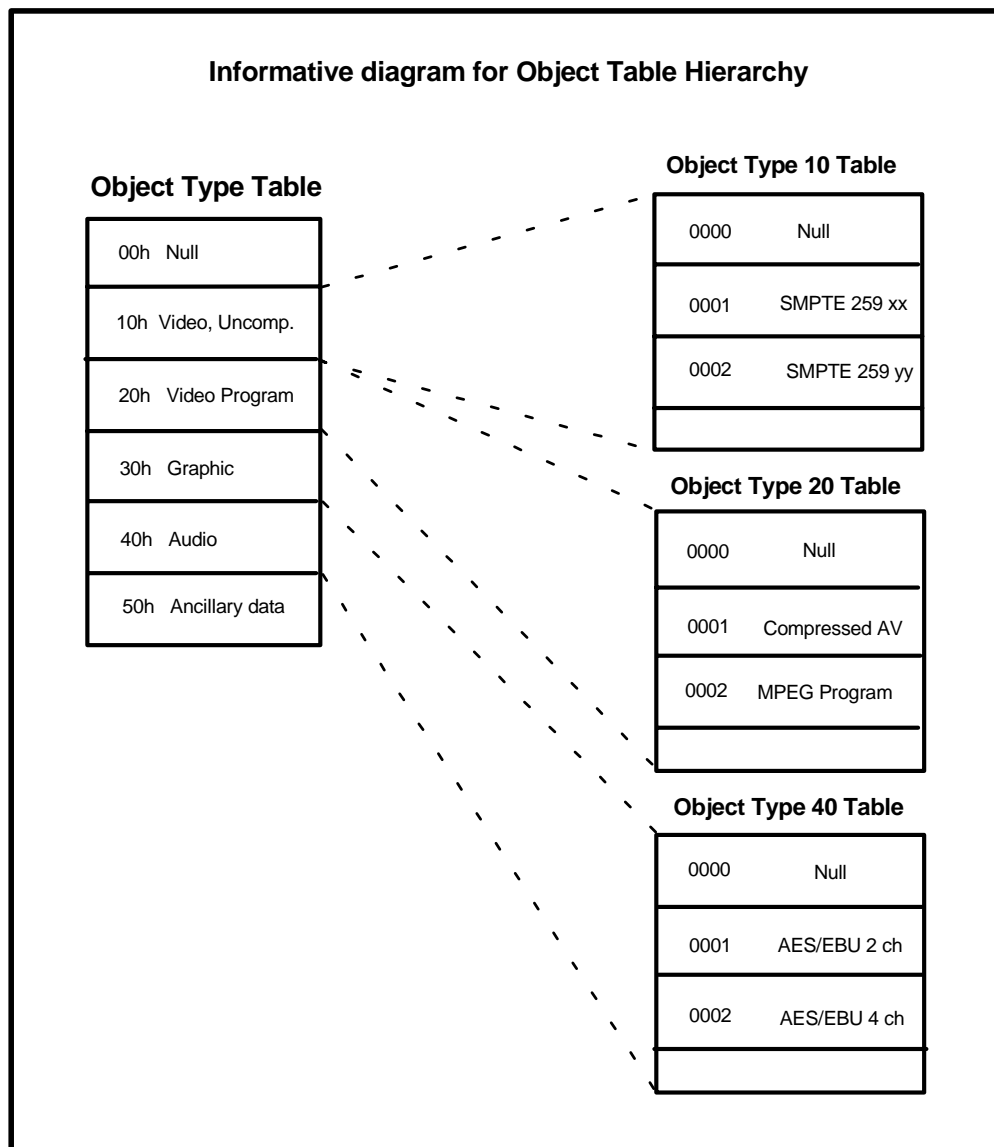 Informative diagram for Object Table Hierarchy
Object Type Table
00h Null
10h Video, Uncomp.
20h Video Program
30h Graphic
40h Audio
50h Ancillary data
Object Type 10 Table
0000 Null
0001 SMPTE 259 xx
0002 SMPTE 259 yy
Object Type 20 Table
0000 Null
0001 Compressed AV
0002 MPEG Program
Object Type 40 Table
0000 Null
0001 AES/EBU 2 ch
0002 AES/EBU 4 ch